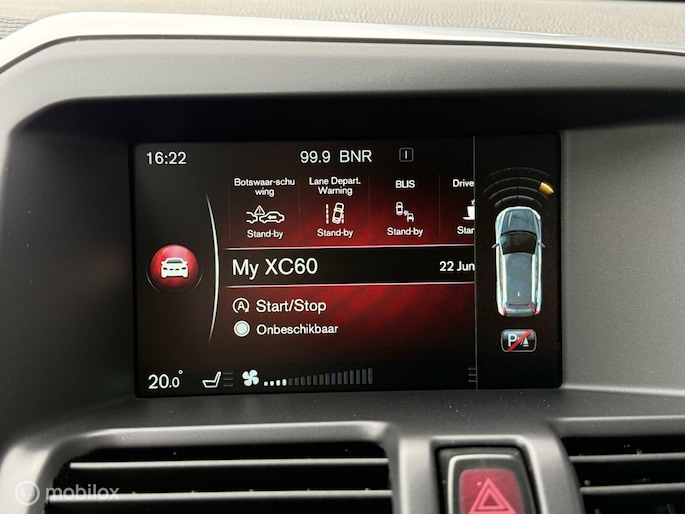 16:22 99.9 BNR I
Botswaar-schu Lane Depart. BLIS Drive
wing Warning
Stand-by Stand-by Stand-by Stan
My XC60 22 Jun
A Start/Stop
Onbeschikbaar
20.0°
P
mobilox